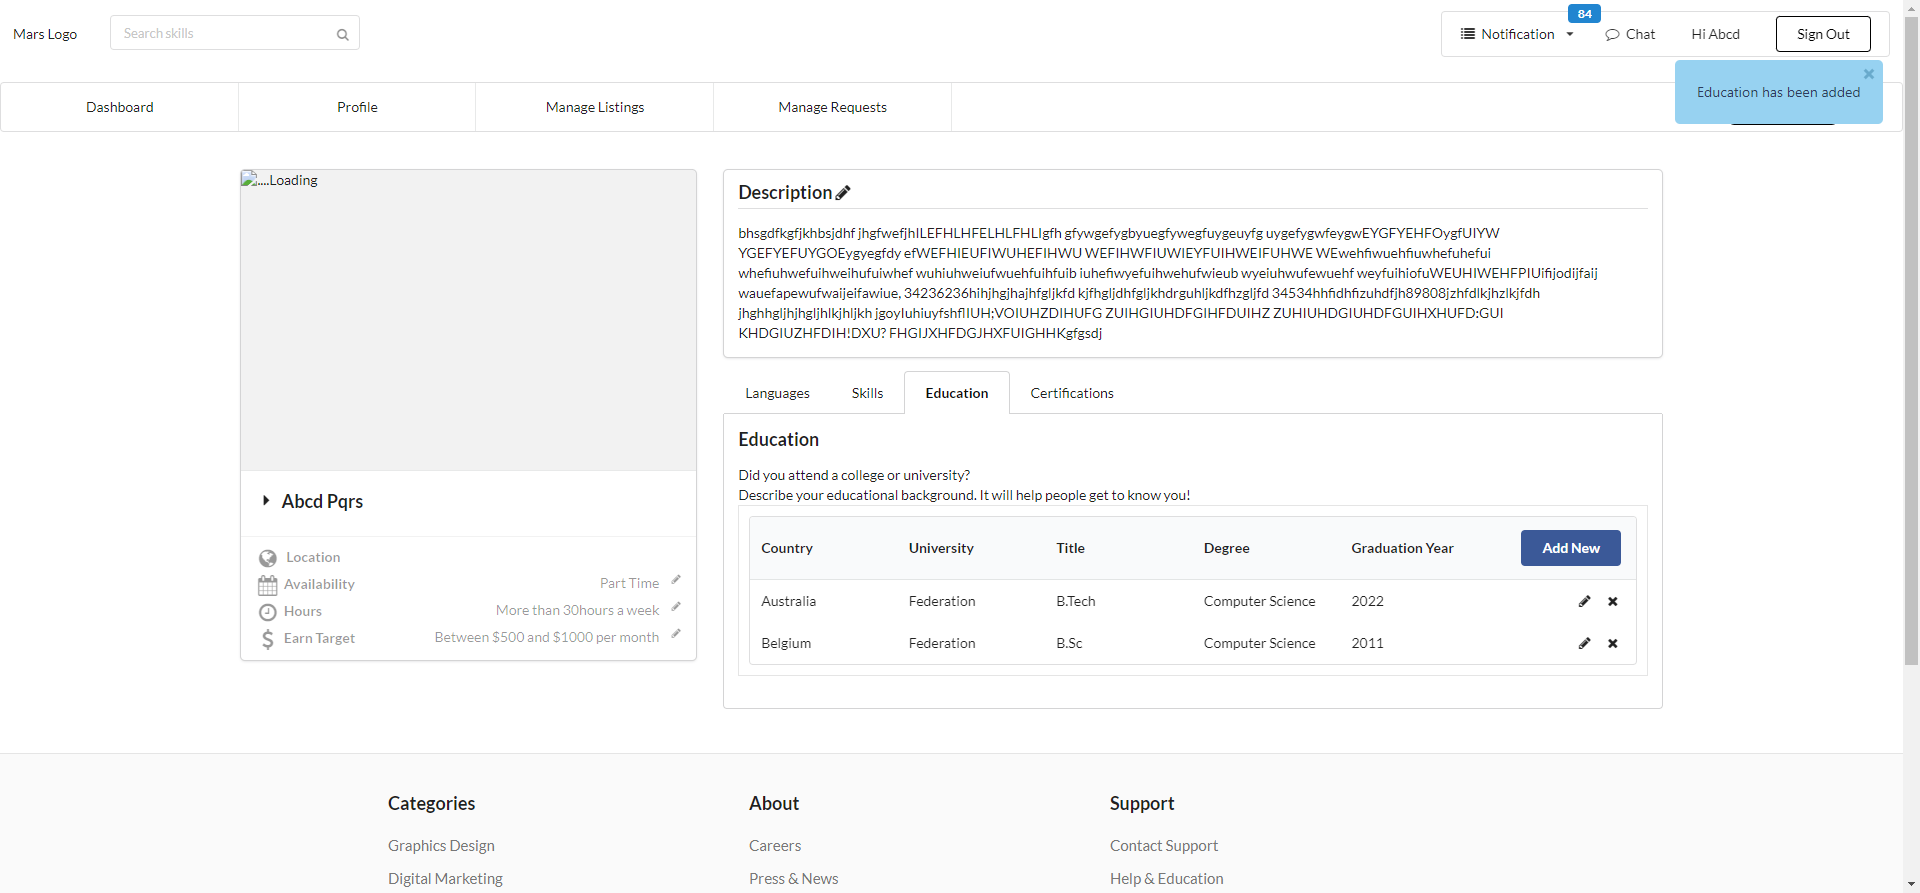 Mars Logo
Search skills
84
Notification
Chat
Hi Abcd
Sign Out
Education has been added
Dashboard
Profile
Manage Listings
Manage Requests
....Loading
Abcd Pqrs
Location
Availability Part Time
Hours More than 30hours a week
Earn Target Between $500 and $1000 per month
Description
bhsgdfkgfjkhbsjdhf jhgfwefjhILEFHLHFELHLFHLIgfh gfywgefygbyuegfywegfuygeuyfg uygefygwfeygwEYGFYEHFOygfUIYW
YGEFYEFUYGOEygyegfdy efWEFHIEUFIWUHEFIHWU WEFIHWFIUWIEYFUIHWEIFUHWE WEwehfiwuehfiuwhefuhefui
whefiuhwefuihweihufuiwhef wuhiuhweiufwuehfuihfuib iuhefiwyefuihwehufwieub wyeiuhwufewuehf weyfuihiofuWEUHIWEHFPIUifijodijfaij
wauefapewufwaijeifawiue, 34236236hihjhgjhajhfgljkfd kjfhgljdhfgljkhdrguhljkdfhzgljfd 34534hhfidhfizuhdfjh89808jzhfdlkjhzlkjfdh
jhghhgljhjhgljhlkjhljkh jgoyIuhiuyfshflIUH;VOIUHZDIHUFG ZUIHGIUHDFGIHFDUIHZ ZUHIUHDGIUHDFGUIHXHUFD:GUI
KHDGIUZHFDIH!DXU? FHGIJXHFDGJHXFUIGHHKgfgsdj
Languages
Skills
Education
Certifications
Education
Did you attend a college or university?
Describe your educational background. It will help people get to know you!
Country University Title Degree Graduation Year Add New
Australia Federation B.Tech Computer Science 2022
Belgium Federation B.Sc Computer Science 2011
Categories
Graphics Design
Digital Marketing
About
Careers
Press & News
Support
Contact Support
Help & Education